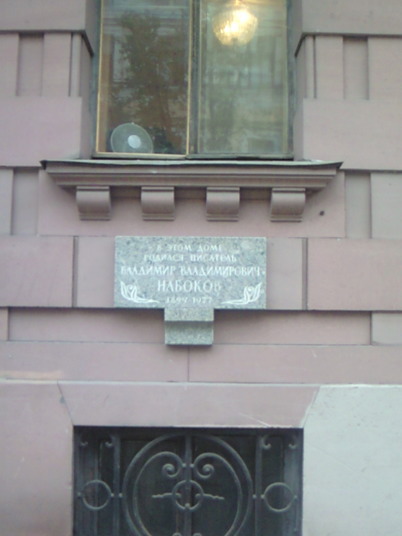 В ЭТОМ ДОМЕ
РОДИЛСЯ ПИСАТЕЛЬ
ВЛАДИМИР ВЛАДИМИРОВИЧ
НАБОКОВ
1899-1977